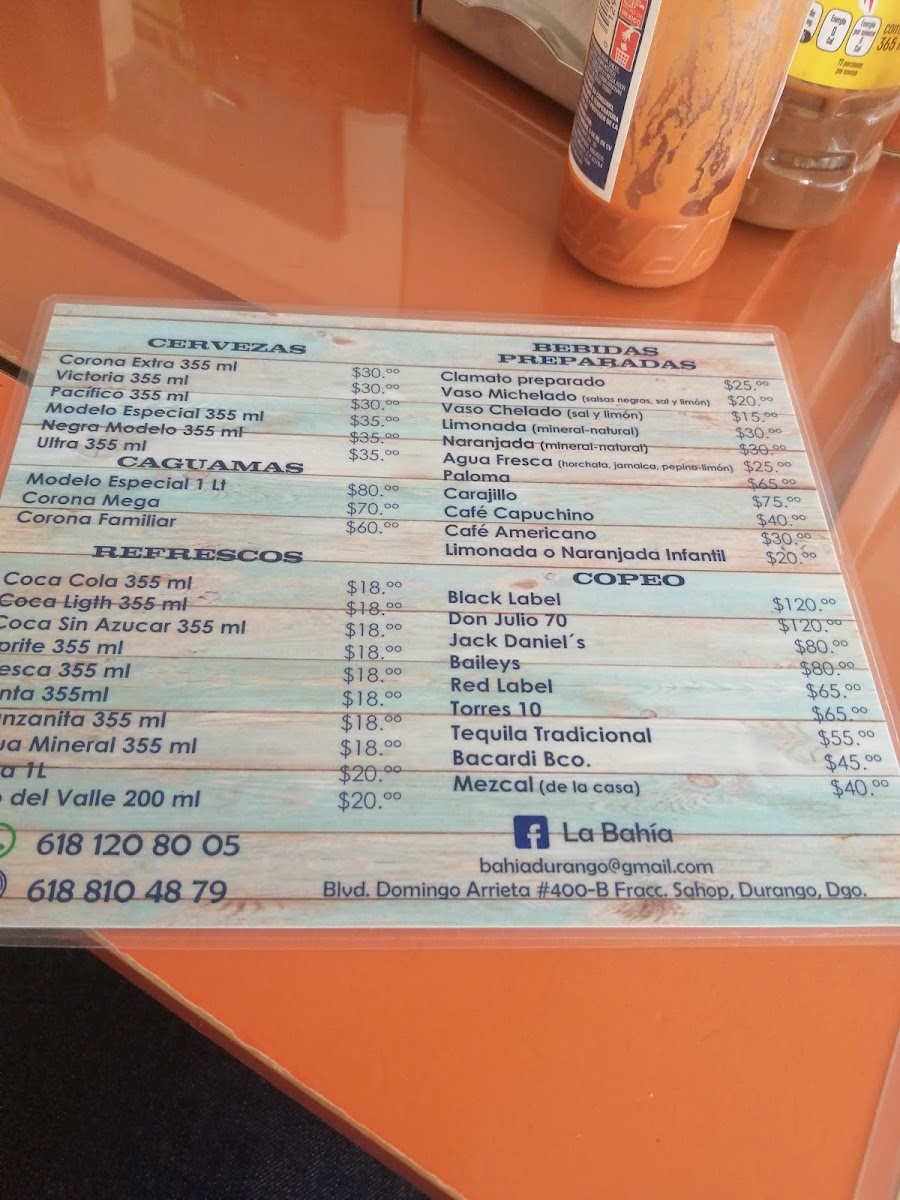 CERVEZAS
Corona Extra 355 ml $30.00
Victoria 355 ml $30.00
Pacífico 355 ml $30.00
Modelo Especial 355 ml $35.00
Negra Modelo 355 ml $35.00
Ultra 355 ml $35.00
CAGUAMAS
Modelo Especial 1 Lt $80.00
Corona Mega $70.00
Corona Familiar $60.00
REFRESCOS
Coca Cola 355 ml $18.00
Coca Ligth 355 ml $18.00
Coca Sin Azucar 355 ml $18.00
prite 355 ml $18.00
esca 355 ml $18.00
nta 355ml $18.00
nzanita 355 ml $18.00
ua Mineral 355 ml $18.00
a 1L $20.00
del Valle 200 ml $20.00
618 120 80 05
618 810 48 79
BEBIDAS
PREPARADAS
Clamato preparado $25.00
Vaso Michelado (salsas negras, sal y limón) $20.00
Vaso Chelado (sal y limón) $15.00
Limonada (mineral-natural) $30.00
Naranjada (mineral-natural) $30.00
Agua Fresca (horchata, jamaica, pepino-limón) $25.00
Paloma $65.00
Carajillo $75.00
Café Capuchino $40.00
Café Americano $30.00
Limonada o Naranjada Infantil $20.00
COPEO
Black Label $120.00
Don Julio 70 $120.00
Jack Daniel´s $80.00
Baileys $80.00
Red Label $65.00
Torres 10 $65.00
Tequila Tradicional $55.00
Bacardi Bco. $45.00
Mezcal (de la casa) $40.00
f La Bahía
bahiadurango@gmail.com
Blvd. Domingo Arrieta #400-B Fracc. Sahop, Durango, Dgo.